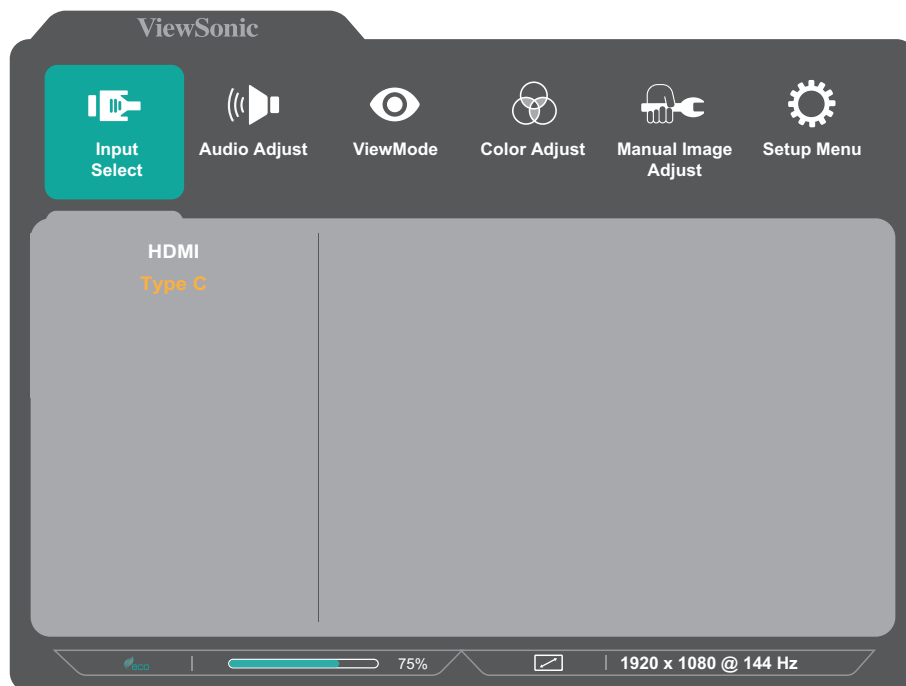 ViewSonic
Input
Select
Audio Adjust
ViewMode
Color Adjust
Manual Image
Adjust
Setup Menu
HDMI
Type C
eco
75%
1920 x 1080 @ 144 Hz